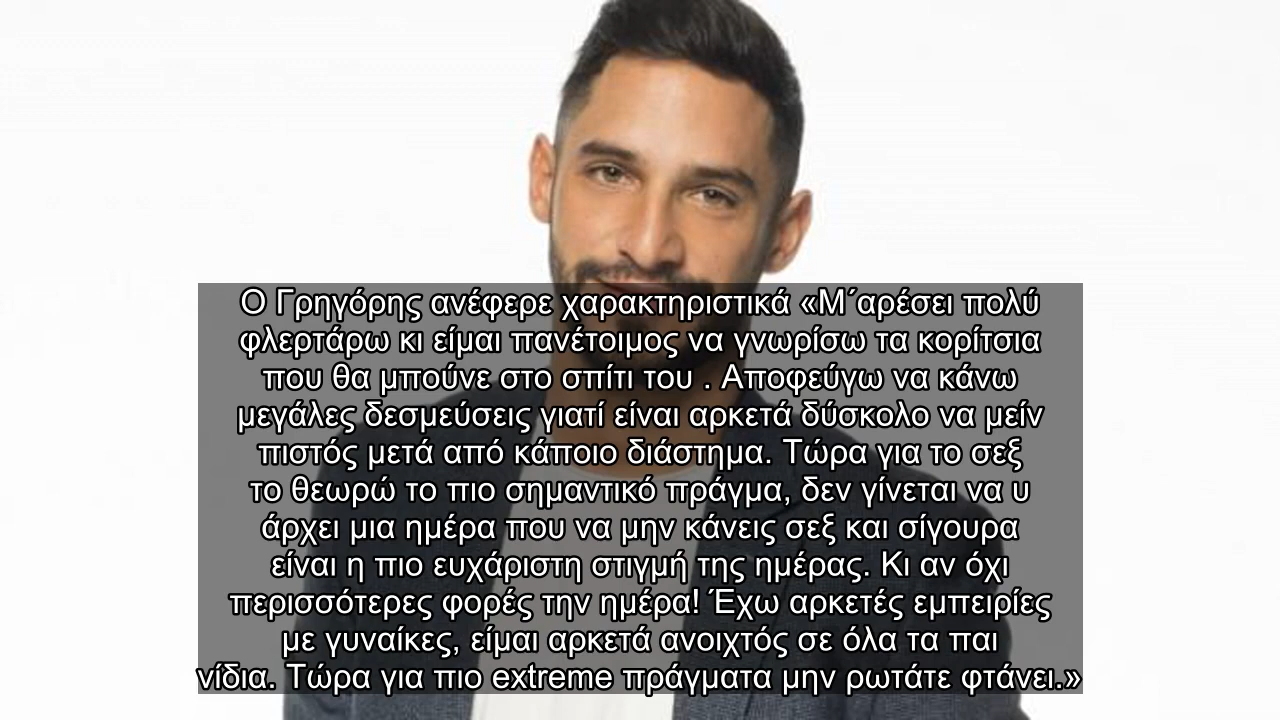 Ο Γρηγόρης ανέφερε χαρακτηριστικά «Μ΄αρέσει πολύ
φλερτάρω κι είμαι πανέτοιμος να γνωρίσω τα κορίτσια
που θα μπούνε στο σπίτι του . Αποφεύγω να κάνω
μεγάλες δεσμεύσεις γιατί είναι αρκετά δύσκολο να μείν
πιστός μετά από κάποιο διάστημα. Τώρα για το σεξ
το θεωρώ το πιο σημαντικό πράγμα, δεν γίνεται να υ
άρχει μια ημέρα που να μην κάνεις σεξ και σίγουρα
είναι η πιο ευχάριστη στιγμή της ημέρας. Κι αν όχι
περισσότερες φορές την ημέρα! Έχω αρκετές εμπειρίες
με γυναίκες, είμαι αρκετά ανοιχτός σε όλα τα παι
νίδια. Τώρα για πιο extreme πράγματα μην ρωτάτε φτάνει.»